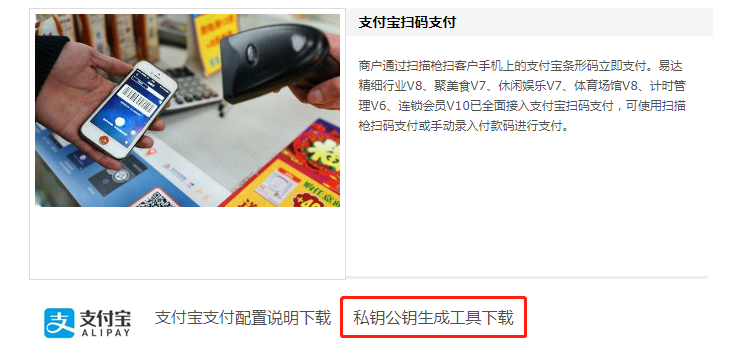 支付宝扫码支付
商户通过扫描枪扫客户手机上的支付宝条形码立即支付。易达
精细行业V8、聚美食V7、休闲娱乐V7、体育场馆V8、计时管
理V6、连锁会员V10已全面接入支付宝扫码支付，可使用扫描
枪扫码支付或手动录入付款码进行支付。
支 支付宝
ALIPAY
支付宝支付配置说明下载
私钥公钥生成工具下载